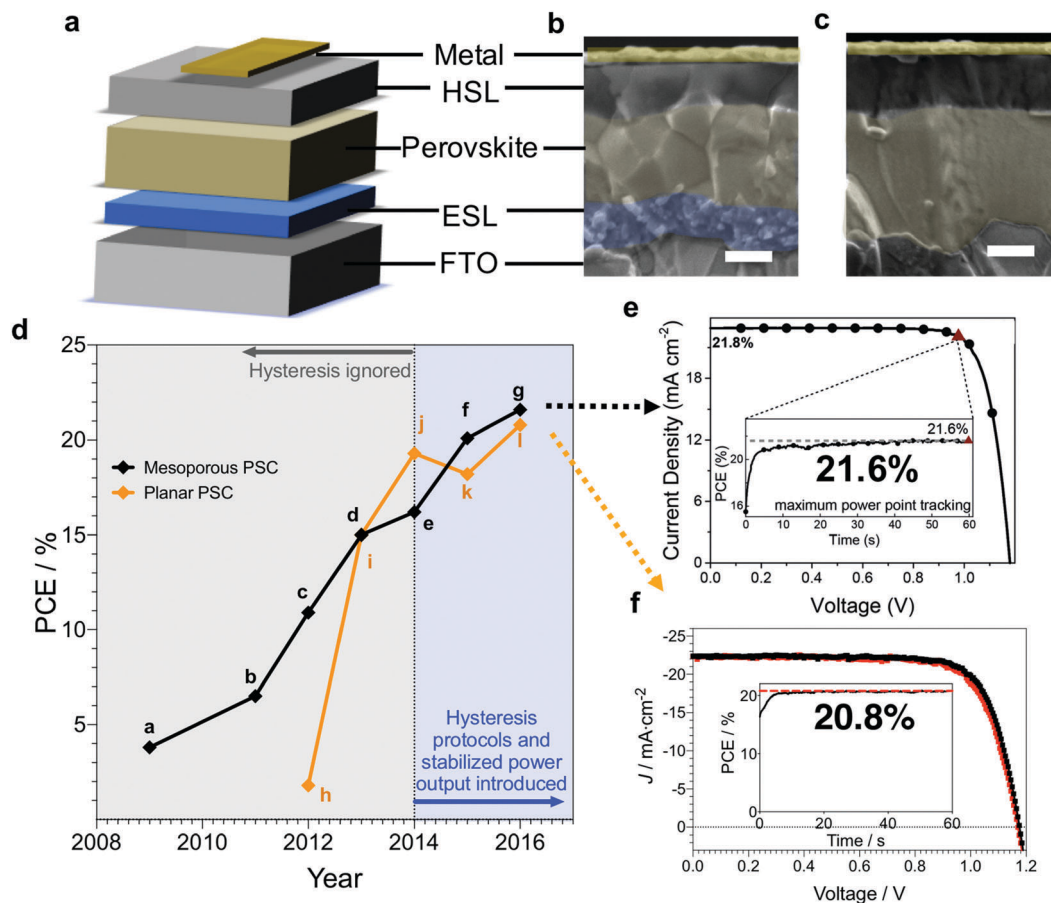 a
Metal
HSL
Perovskite
ESL
FTO
b
c
d
25
20
15
10
5
PCE / %
2008
2010
2012
2014
2016
Year
Hysteresis ignored
Mesoporous PSC
Planar PSC
a
b
c
d
e
f
g
h
i
j
k
l
Hysteresis
protocols and
stabilized power
output introduced
e
Current Density (mA cm-2)
18
12
6
0
21.8%
PCE (%)
20
16
21.6%
21.6%
maximum power point tracking
0 10 20 30 40 50 60
Time (s)
0.0 0.2 0.4 0.6 0.8 1.0
Voltage (V)
f
J / mA·cm-2
-25
-20
-15
-10
-5
0
PCE / %
20
10
0
20.8%
0 20 40 60
Time / s
0.0 0.2 0.4 0.6 0.8 1.0 1.2
Voltage / V